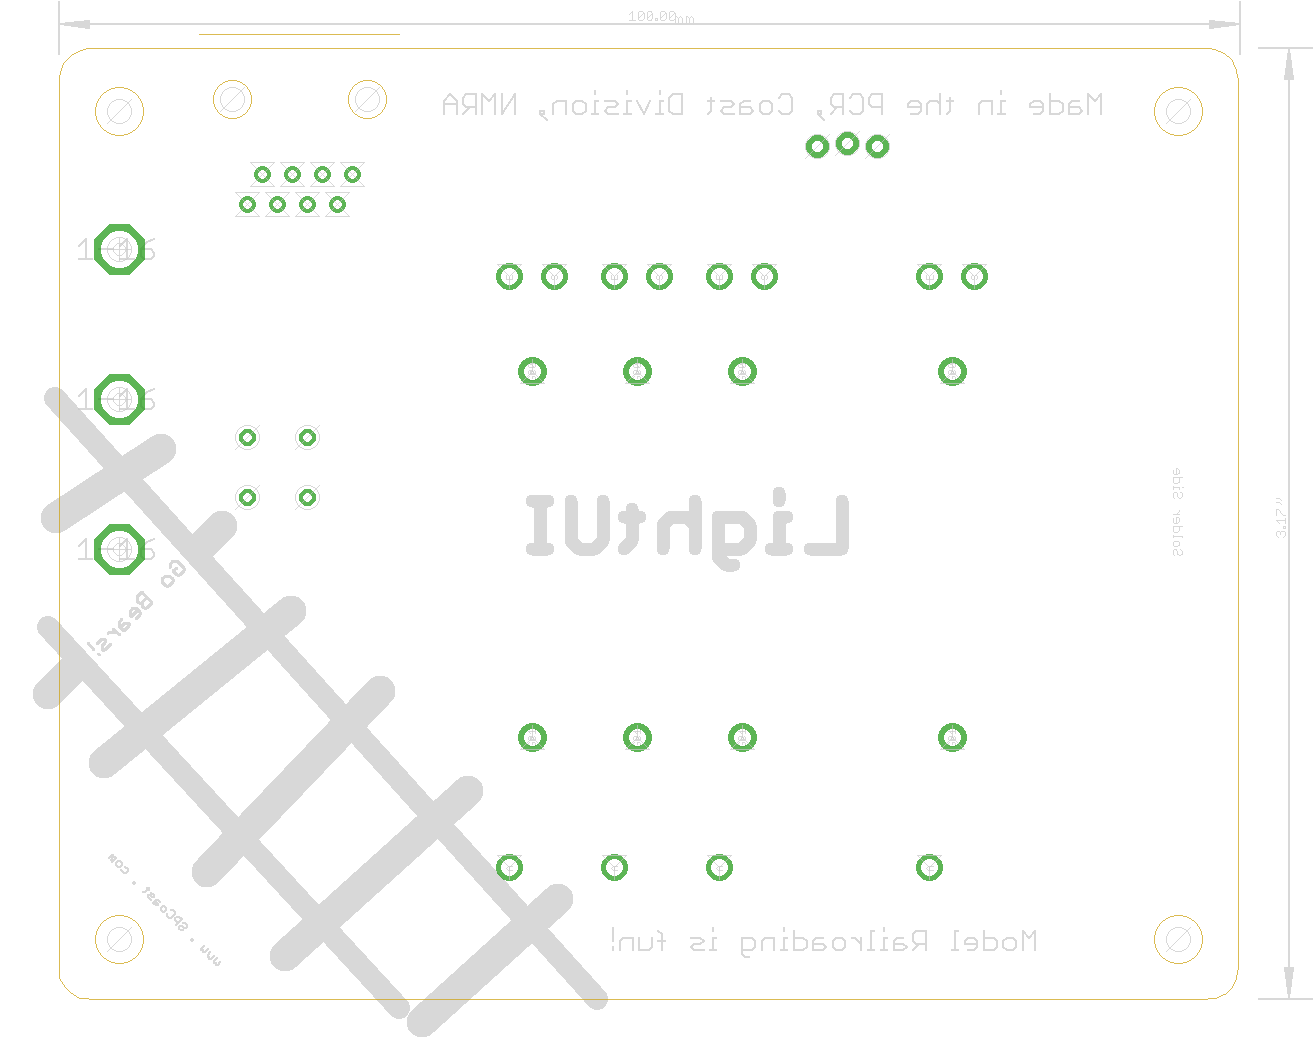 100.00mm
Made in the PCR, Coast Division, NMRA
LightUI
Solder Side
3.17"
Go Bears!
www.SPCoast.com
Model Railroading is fun!